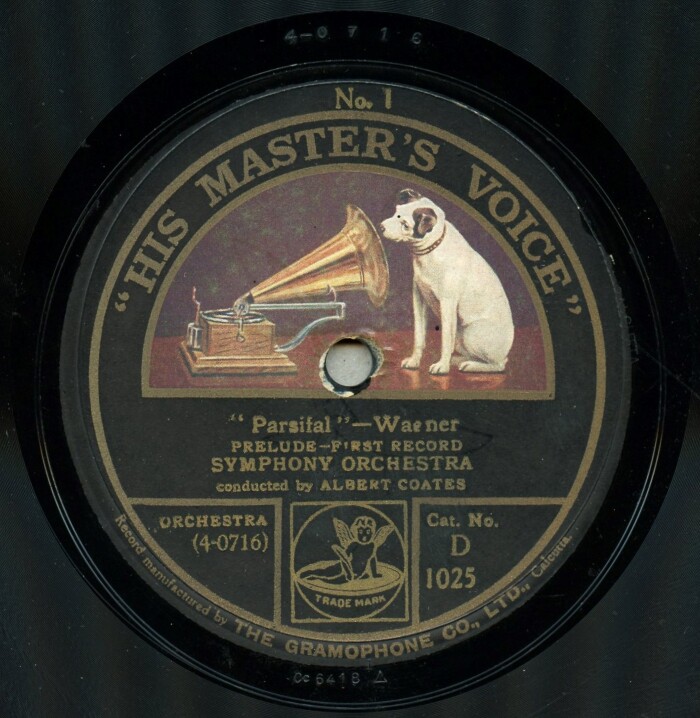 4-0716
No. 1
"HIS MASTER'S VOICE"
"Parsifal"—Wagner
PRELUDE—FIRST RECORD
SYMPHONY ORCHESTRA
conducted by ALBERT COATES
ORCHESTRA
(4-0716)
TRADE MARK
Cat. No.
D
1025
Record manufactured by THE GRAMOPHONE CO., LTD., Calcutta.
Cc 6418 △